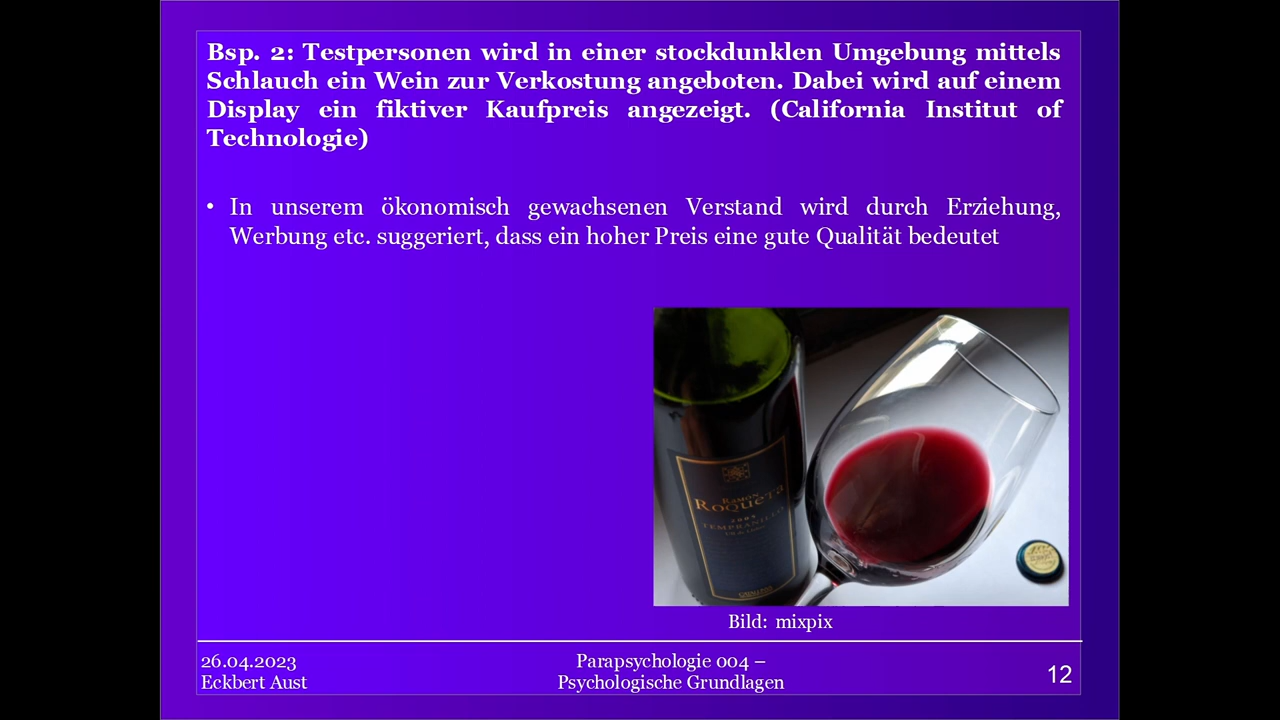 Bsp. 2: Testpersonen wird in einer stockdunklen Umgebung mittels
Schlauch ein Wein zur Verkostung angeboten. Dabei wird auf einem
Display ein fiktiver Kaufpreis angezeigt. (California Institut of
Technologie)
• In unserem ökonomisch gewachsenen Verstand wird durch Erziehung,
Werbung etc. suggeriert, dass ein hoher Preis eine gute Qualität bedeutet
RAMÓN
ROQUETA
TEMPRANILLO
Bild: mixpix
26.04.2023
Eckbert Aust
Parapsychologie 004 –
Psychologische Grundlagen
12